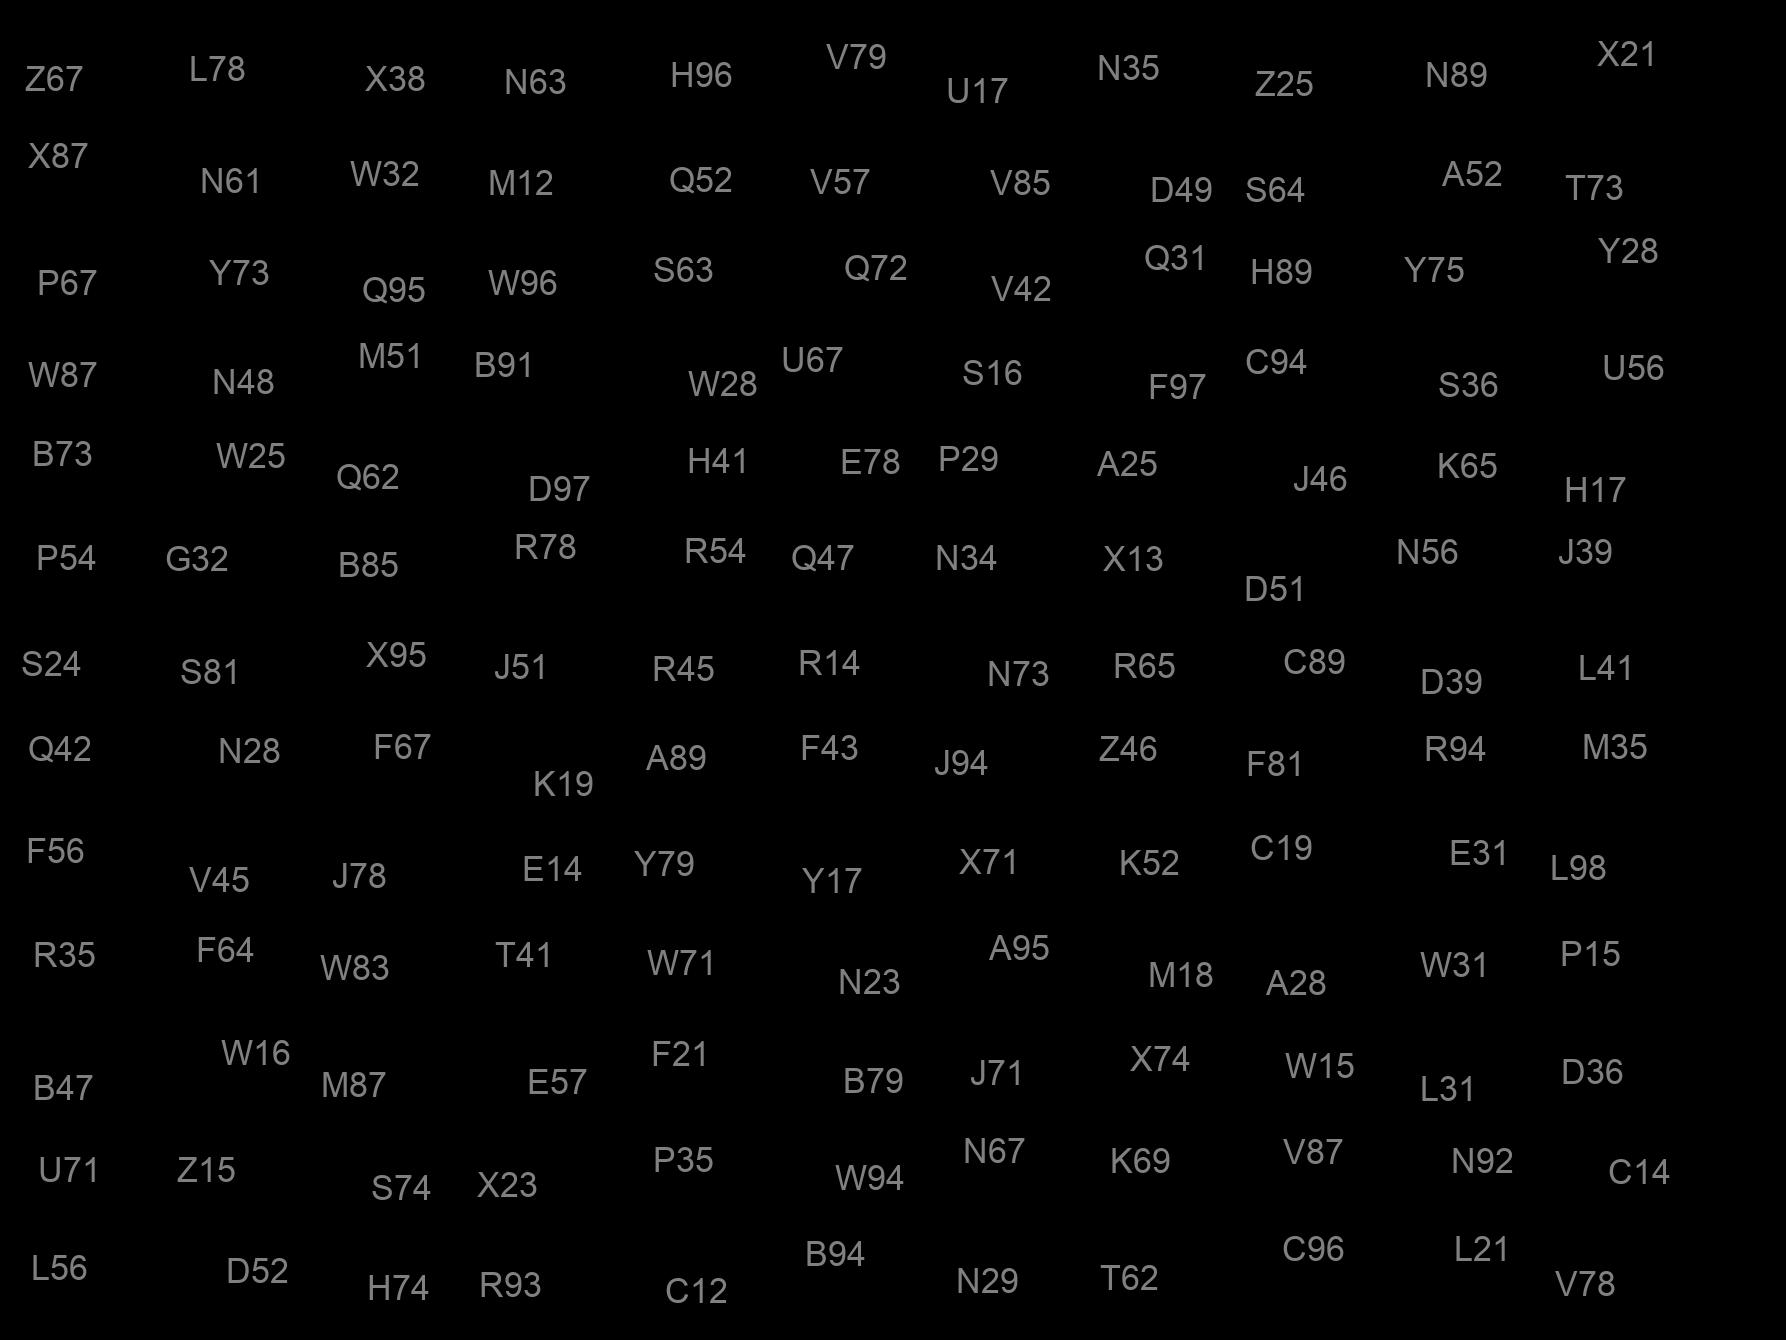 Z67 L78 X38 N63 H96 V79 U17 N35 Z25 N89 X21
X87 N61 W32 M12 Q52 V57 V85 D49 S64 A52 T73
P67 Y73 Q95 W96 S63 Q72 V42 Q31 H89 Y75 Y28
W87 N48 M51 B91 W28 U67 S16 F97 C94 S36 U56
B73 W25 Q62 D97 H41 E78 P29 A25 J46 K65 H17
P54 G32 B85 R78 R54 Q47 N34 X13 D51 N56 J39
S24 S81 X95 J51 R45 R14 N73 R65 C89 D39 L41
Q42 N28 F67 K19 A89 F43 J94 Z46 F81 R94 M35
F56 V45 J78 E14 Y79 Y17 X71 K52 C19 E31 L98
R35 F64 W83 T41 W71 N23 A95 M18 A28 W31 P15
B47 W16 M87 E57 F21 B79 J71 X74 W15 L31 D36
U71 Z15 S74 X23 P35 W94 N67 K69 V87 N92 C14
L56 D52 H74 R93 C12 B94 N29 T62 C96 L21 V78